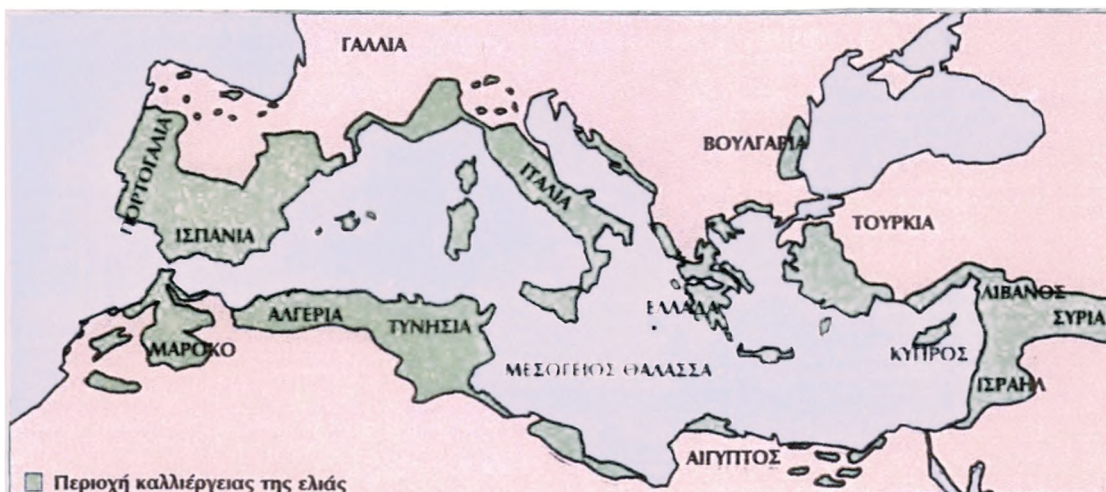 ΓΑΛΛΙΑ
ΠΟΡΤΟΓΑΛΙΑ
ΙΣΠΑΝΙΑ
ΙΤΑΛΙΑ
ΒΟΥΛΓΑΡΙΑ
ΤΟΥΡΚΙΑ
ΕΛΛΑΔΑ
ΛΙΒΑΝΟΣ
ΣΥΡΙΑ
ΚΥΠΡΟΣ
ΙΣΡΑΗΛ
ΑΛΓΕΡΙΑ
ΤΥΝΗΣΙΑ
ΜΑΡΟΚΟ
ΜΕΣΟΓΕΙΟΣ ΘΑΛΑΣΣΑ
ΑΙΓΥΠΤΟΣ
Περιοχή καλλιέργειας της ελιάς